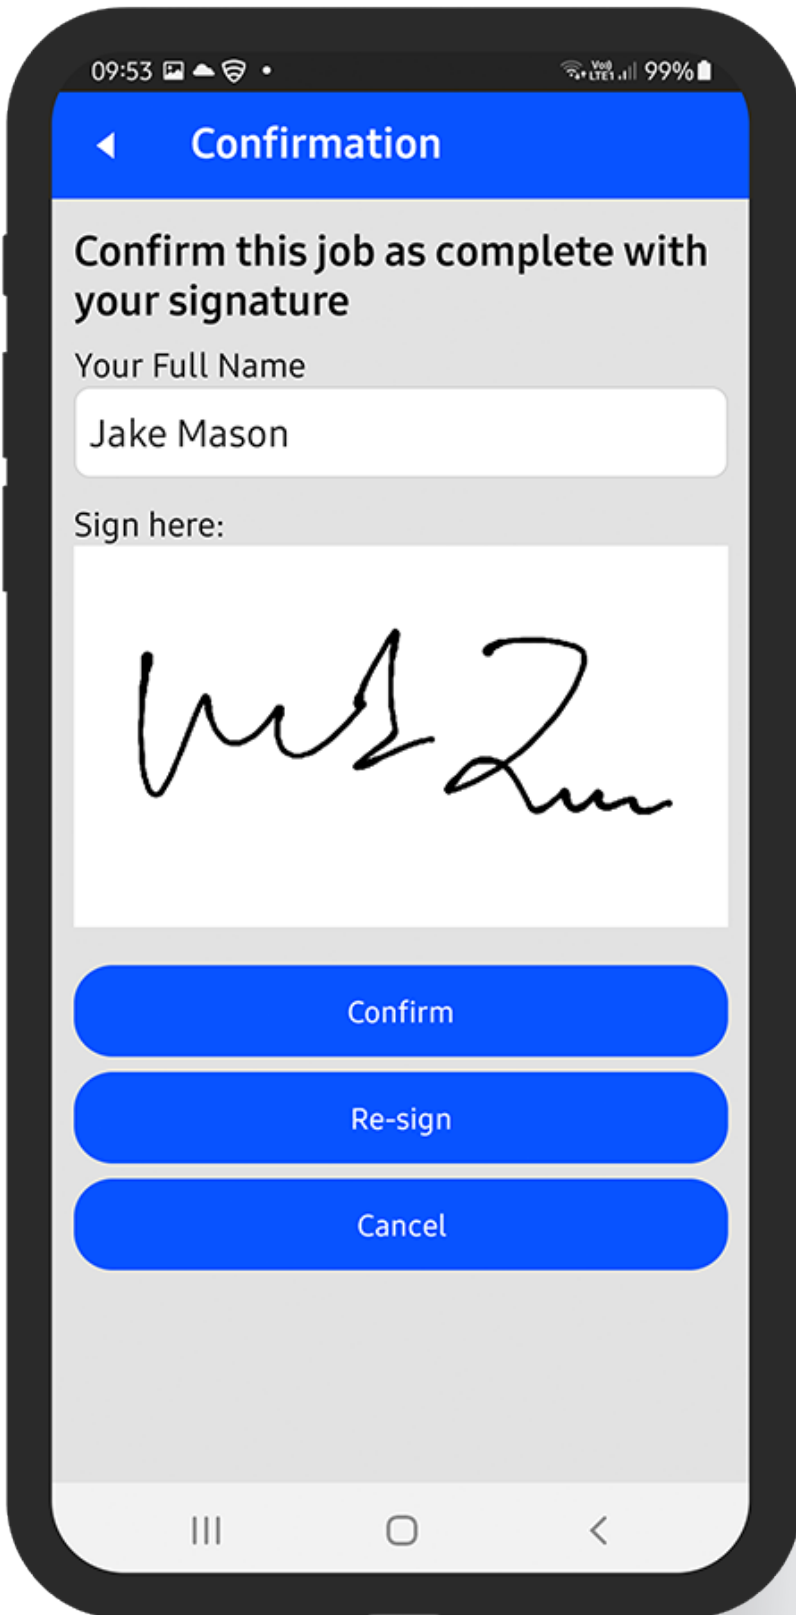 09:53 99%
Confirmation
Confirm this job as complete with
your signature
Your Full Name
Jake Mason
Sign here:
Confirm
Re-sign
Cancel